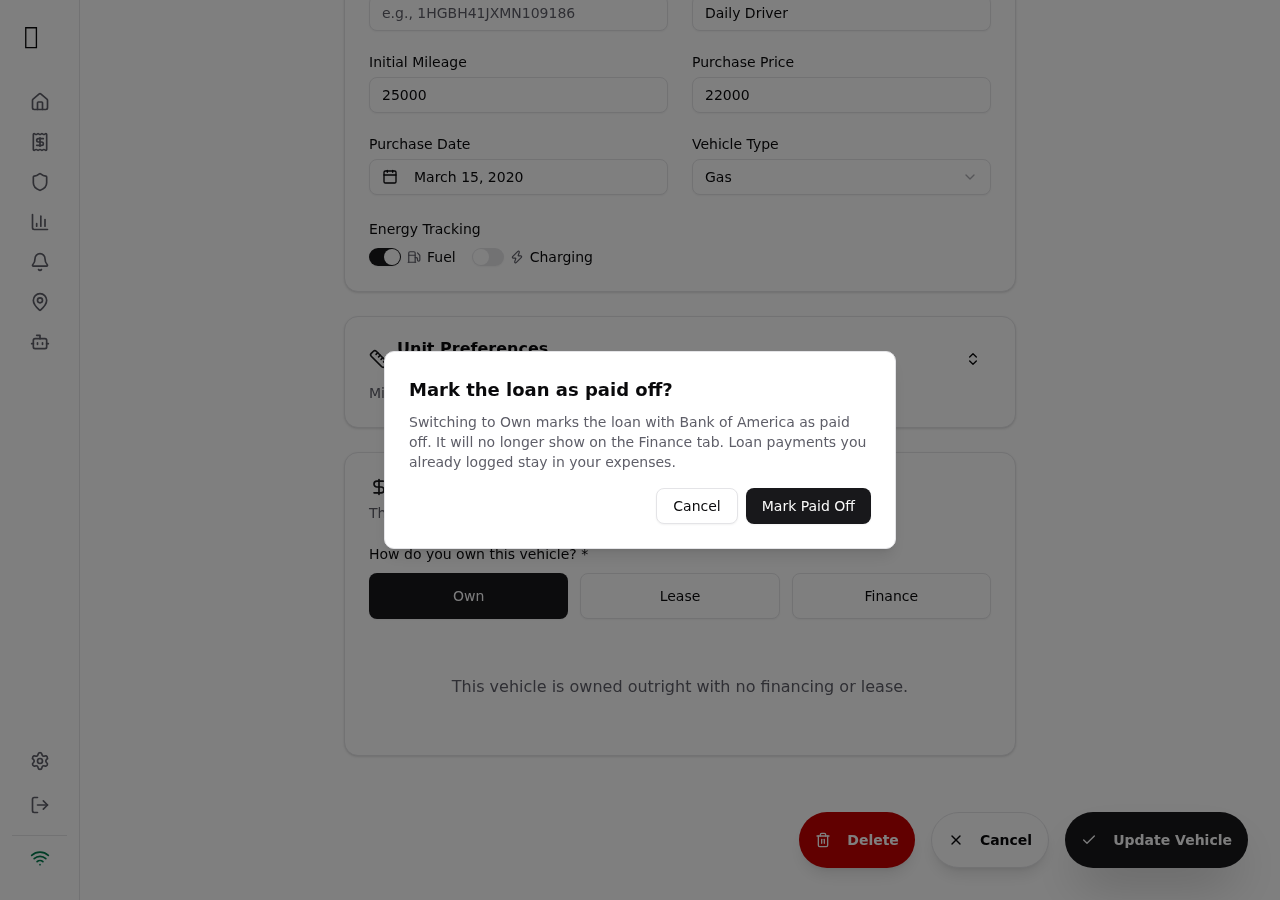 e.g., 1HGBH41JXMN109186
Daily Driver
Initial Mileage
Purchase Price
25000
22000
Purchase Date
Vehicle Type
March 15, 2020
Gas
Energy Tracking
Fuel
Charging
Unit Preferences
Mi
Mark the loan as paid off?
Switching to Own marks the loan with Bank of America as paid
off. It will no longer show on the Finance tab. Loan payments you
already logged stay in your expenses.
Cancel
Mark Paid Off
Th
How do you own this vehicle? *
Own
Lease
Finance
This vehicle is owned outright with no financing or lease.
Delete
Cancel
Update Vehicle